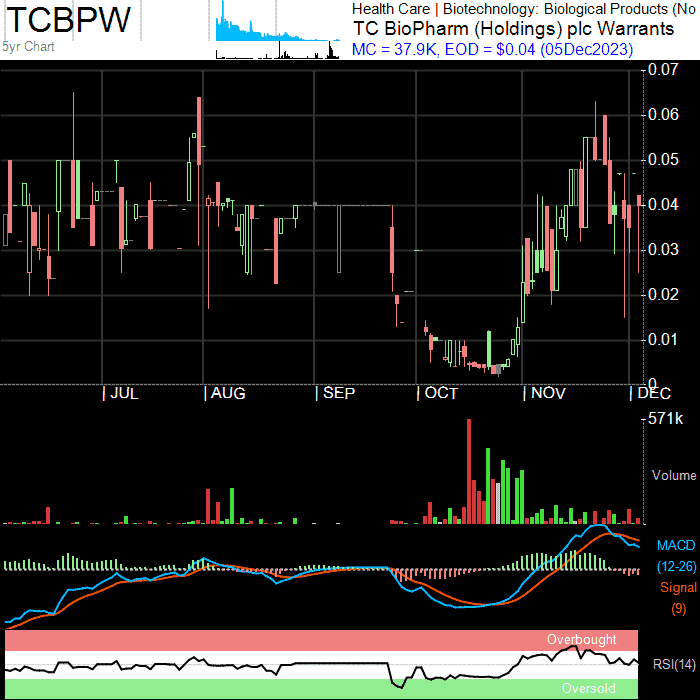 TCBPW
5yr Chart
Health Care | Biotechnology: Biological Products (No
TC BioPharm (Holdings) plc Warrants
MC = 37.9K, EOD = $0.04 (05Dec2023)
0.07
0.06
0.05
0.04
0.03
0.02
0.01
0
| JUL | AUG | SEP | OCT | NOV | DEC
571k
Volume
MACD
(12-26)
Signal
(9)
Overbought
RSI(14)
Oversold